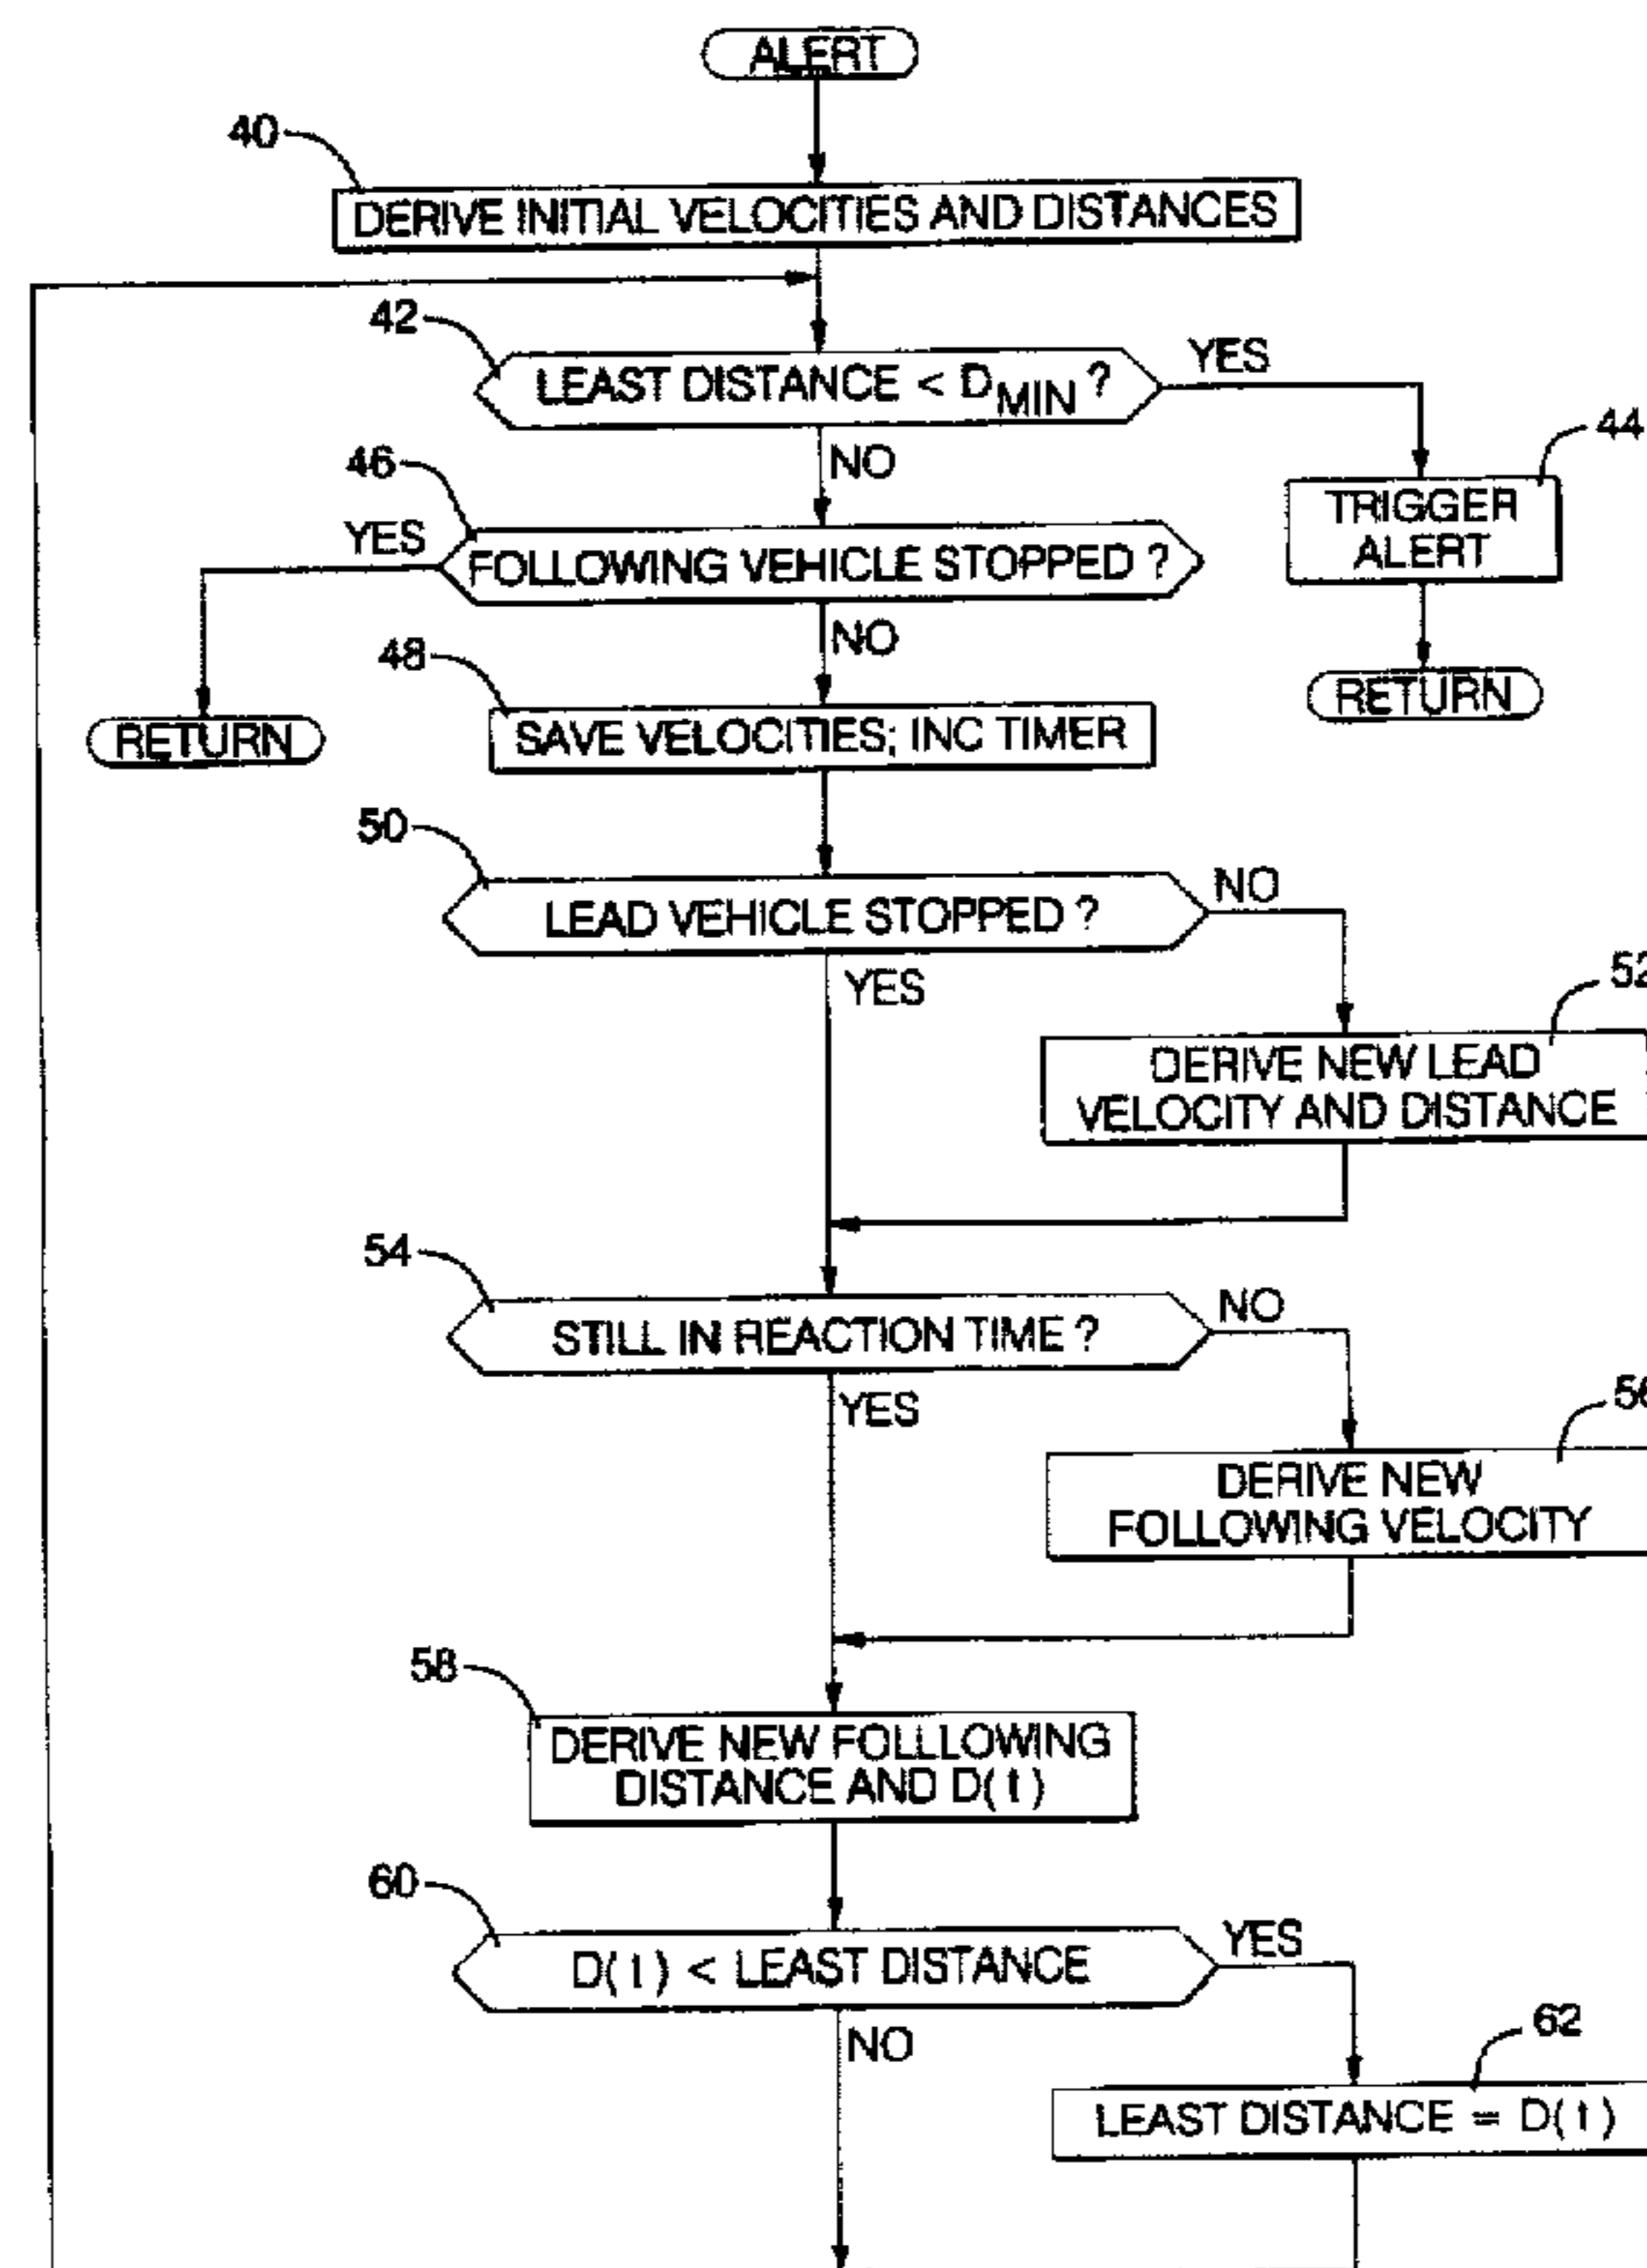 ALERT
40
DERIVE INITIAL VELOCITIES AND DISTANCES
42
LEAST DISTANCE < DMIN ?
YES
44
NO
TRIGGER
ALERT
RETURN
46
YES
FOLLOWING VEHICLE STOPPED ?
NO
RETURN
48
SAVE VELOCITIES; INC TIMER
50
LEAD VEHICLE STOPPED ?
NO
YES
52
DERIVE NEW LEAD
VELOCITY AND DISTANCE
54
STILL IN REACTION TIME ?
NO
YES
56
DERIVE NEW
FOLLOWING VELOCITY
58
DERIVE NEW FOLLLOWING
DISTANCE AND D(t)
60
D(t) < LEAST DISTANCE
YES
NO
62
LEAST DISTANCE = D(t)